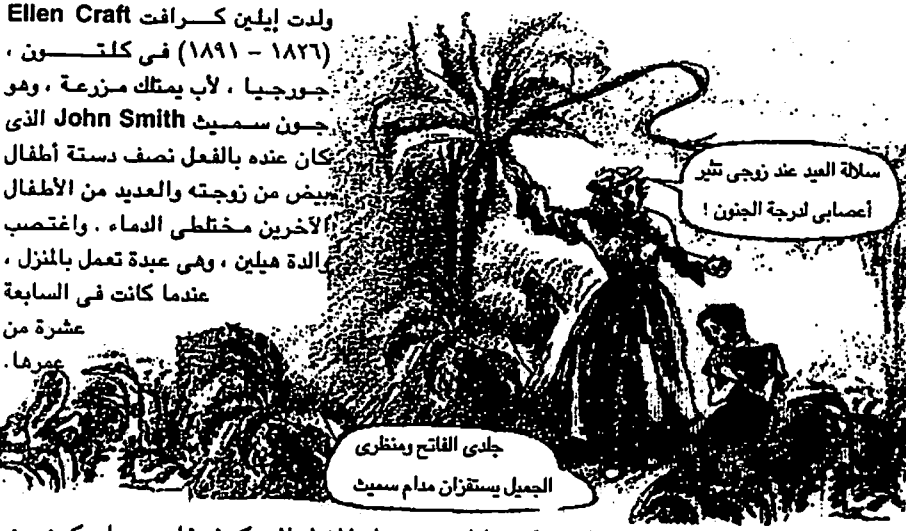 ولدت إيلين كرافت Ellen Craft
(١٨٢٦ – ١٨٩١) فى كلتون ،
جورجيا ، لأب يمتلك مزرعة ، وهو
جون سميث John Smith الذى
كان عنده بالفعل نصف دستة أطفال
بيض من زوجته والعديد من الأطفال
الآخرين مختلطى الدماء . واغتصب
والدة هيلين ، وهى عبدة تعمل بالمنزل ،
عندما كانت فى السابعة
عشرة من
عمرها.
سلالة العيد عند زوجى تثير
أعصابى لدرجة الجنون !
جلدى الفاتح ومنظرى
الجميل يستفزان مدام سميث